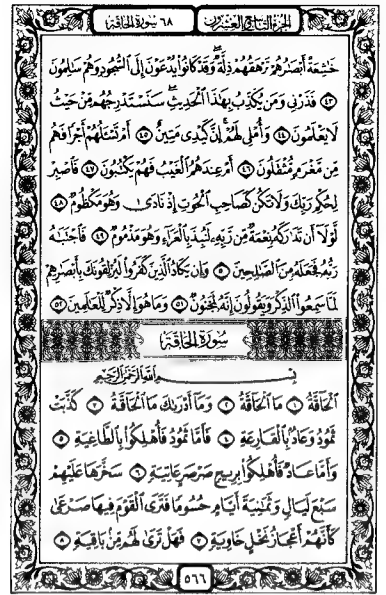 الجزء التاسع والعشرون
٦٨ سورة الحاقة
خَٰشِعَةً أَبْصَٰرُهُمْ تَرْهَقُهُمْ ذِلَّةٌ ۖ وَقَدْ كَانُوا۟ يُدْعَوْنَ إِلَى ٱلسُّجُودِ وَهُمْ سَٰلِمُونَ
٤٣ فَذَرْنِى وَمَن يُكَذِّبُ بِهَٰذَا ٱلْحَدِيثِ ۖ سَنَسْتَدْرِجُهُم مِّنْ حَيْثُ
لَا يَعْلَمُونَ ٤٤ وَأُمْلِى لَهُمْ ۚ إِنَّ كَيْدِى مَتِينٌ ٤٥ أَمْ تَسْـَٔلُهُمْ أَجْرًا فَهُم
مِّن مَّغْرَمٍ مُّثْقَلُونَ ٤٦ أَمْ عِندَهُمُ ٱلْغَيْبُ فَهُمْ يَكْتُبُونَ ٤٧ فَٱصْبِرْ
لِحُكْمِ رَبِّكَ وَلَا تَكُن كَصَاحِبِ ٱلْحُوتِ إِذْ نَادَىٰ وَهُوَ مَكْظُومٌ ٤٨
لَّوْلَآ أَن تَدَٰرَكَهُۥ نِعْمَةٌ مِّن رَّبِّهِۦ لَنُبِذَ بِٱلْعَرَآءِ وَهُوَ مَذْمُومٌ ٤٩ فَٱجْتَبَٰهُ
رَبُّهُۥ فَجَعَلَهُۥ مِنَ ٱلصَّٰلِحِينَ ٥٠ وَإِن يَكَادُ ٱلَّذِينَ كَفَرُوا۟ لَيُزْلِقُونَكَ بِأَبْصَٰرِهِمْ
لَمَّا سَمِعُوا۟ ٱلذِّكْرَ وَيَقُولُونَ إِنَّهُۥ لَمَجْنُونٌ ٥١ وَمَا هُوَ إِلَّا ذِكْرٌ لِّلْعَٰلَمِينَ ٥٢
سُورَةُ الْحَاقَّةِ
بِسْمِ ٱللَّهِ ٱلرَّحْمَٰنِ ٱلرَّحِيمِ
ٱلْحَآقَّةُ ١ مَا ٱلْحَآقَّةُ ٢ وَمَآ أَدْرَىٰكَ مَا ٱلْحَآقَّةُ ٣ كَذَّبَتْ
ثَمُودُ وَعَادٌۢ بِٱلْقَارِعَةِ ٤ فَأَمَّا ثَمُودُ فَأُهْلِكُوا۟ بِٱلطَّاغِيَةِ ٥
وَأَمَّا عَادٌ فَأُهْلِكُوا۟ بِرِيحٍ صَرْصَرٍ عَاتِيَةٍ ٦ سَخَّرَهَا عَلَيْهِمْ
سَبْعَ لَيَالٍ وَثَمَٰنِيَةَ أَيَّامٍ حُسُومًا فَتَرَى ٱلْقَوْمَ فِيهَا صَرْعَىٰ
كَأَنَّهُمْ أَعْجَازُ نَخْلٍ خَاوِيَةٍ ٧ فَهَلْ تَرَىٰ لَهُم مِّنۢ بَاقِيَةٍ ٨
٥٦٦